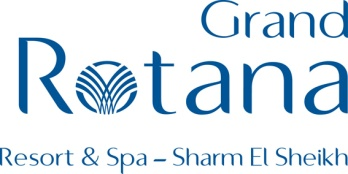 Grand
Rotana
Resort & Spa – Sharm El Sheikh